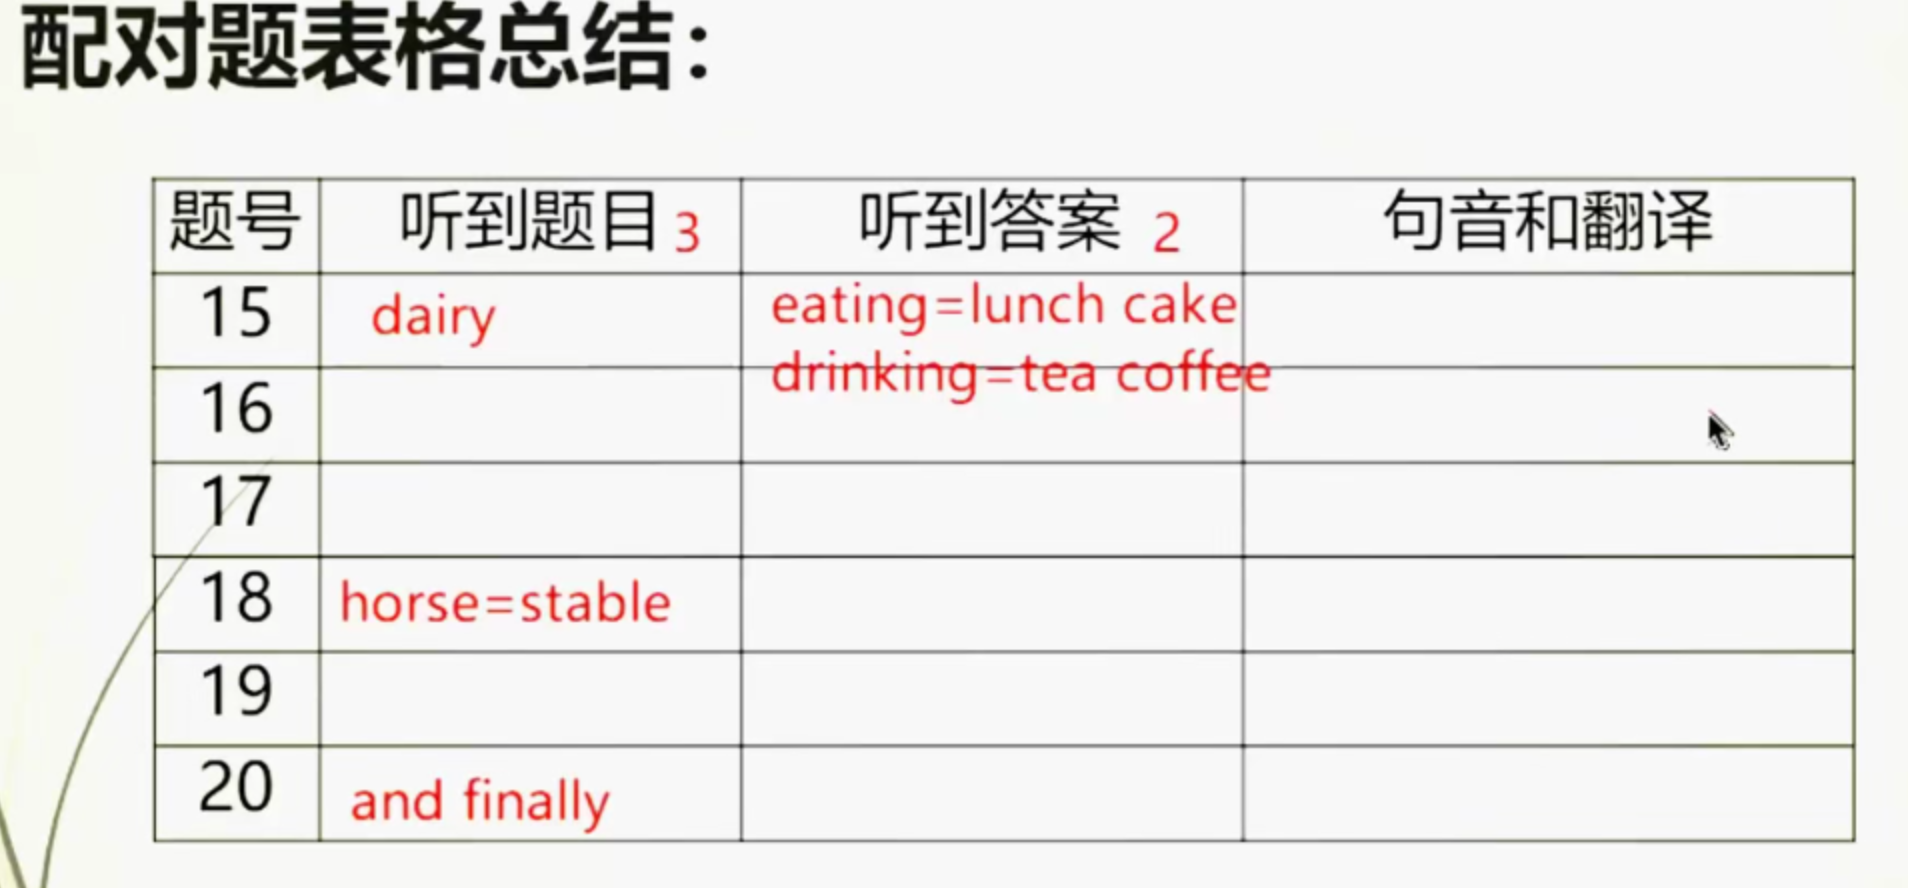 配对题表格总结：
题号 听到题目 3 听到答案 2 句音和翻译
15 dairy eating=lunch cake
drinking=tea coffee
16
17
18 horse=stable
19
20 and finally